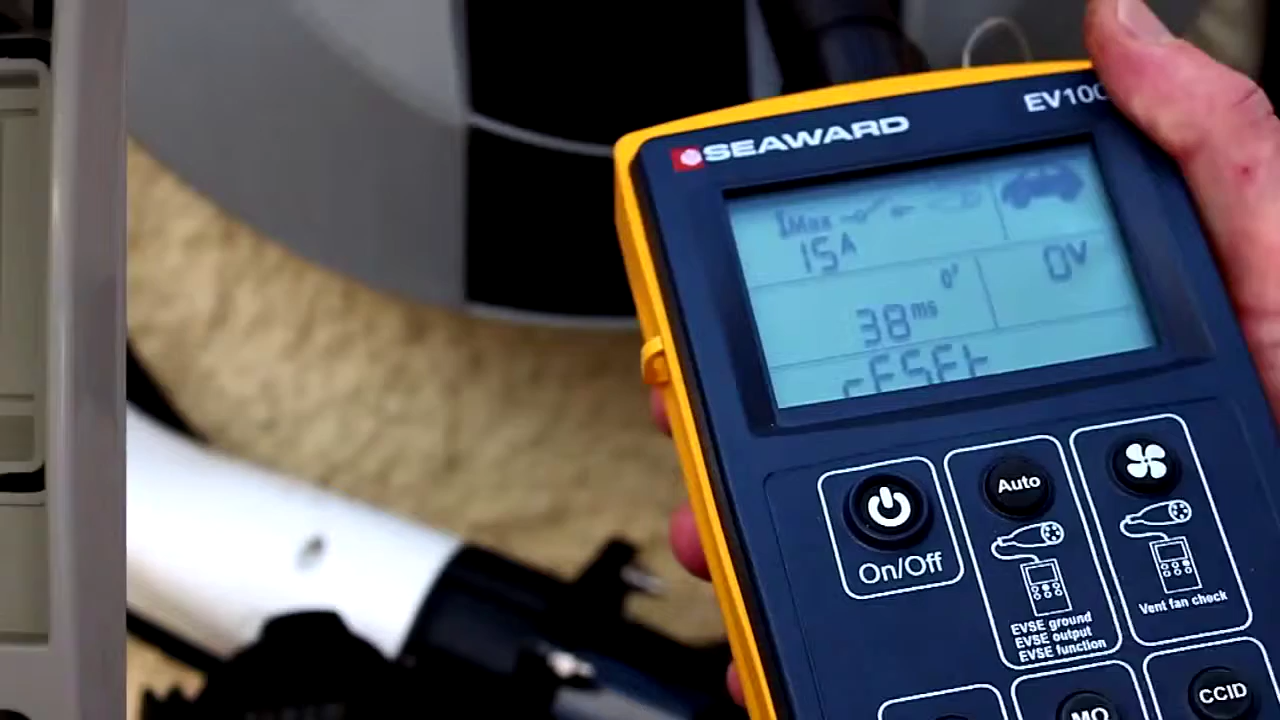 SEAWARD
EV100
IMax
15A
0V
0°
38ms
rESEt
Auto
On/Off
EVSE ground
EVSE output
EVSE function
Vent fan check
CCID
MΩ